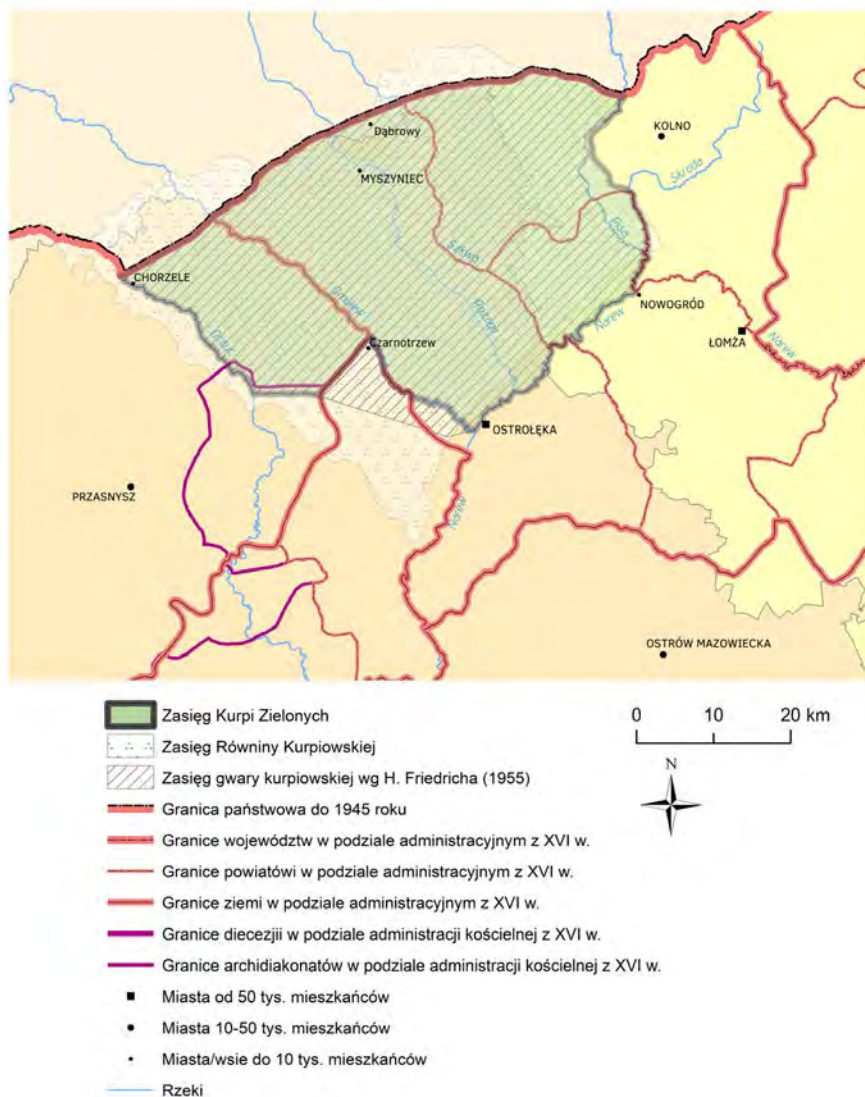 Dąbrowy
KOLNO
MYSZYNIEC
Skroda
Pisa
Szkwa
CHORZELE
Omulew
Rozoga
NOWOGRÓD
Narew
Czarnotrzew
Orzyc
ŁOMŻA
Narew
OSTROŁĘKA
PRZASNYSZ
Narew
OSTRÓW MAZOWIECKA
Zasięg Kurpi Zielonych
0 10 20 km
Zasięg Równiny Kurpiowskiej
Zasięg gwary kurpiowskiej wg H. Friedricha (1955)
N
Granica państwowa do 1945 roku
Granice województw w podziale administracyjnym z XVI w.
Granice powiatówi w podziale administracyjnym z XVI w.
Granice ziemi w podziale administracyjnym z XVI w.
Granice diecezjii w podziale administracji kościelnej z XVI w.
Granice archidiakonatów w podziale administracji kościelnej z XVI w.
Miasta od 50 tys. mieszkańców
Miasta 10-50 tys. mieszkańców
Miasta/wsie do 10 tys. mieszkańców
Rzeki